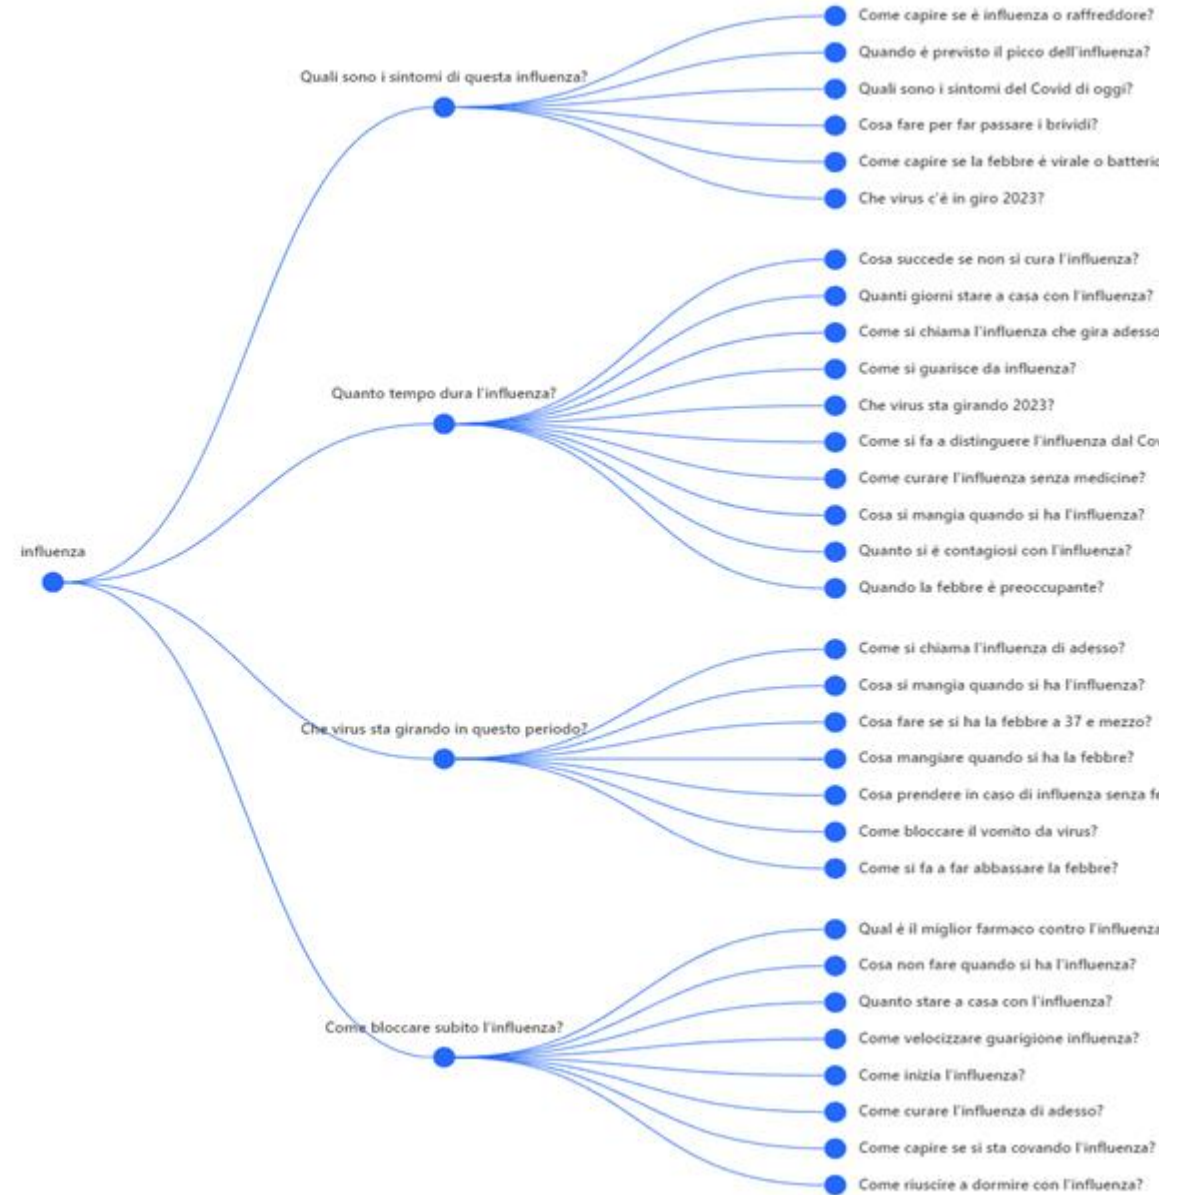 influenza
Quali sono i sintomi di questa influenza?
Come capire se è influenza o raffreddore?
Quando è previsto il picco dell'influenza?
Quali sono i sintomi del Covid di oggi?
Cosa fare per far passare i brividi?
Come capire se la febbre è virale o batteric
Che virus c'è in giro 2023?
Quanto tempo dura l'influenza?
Cosa succede se non si cura l'influenza?
Quanti giorni stare a casa con l'influenza?
Come si chiama l'influenza che gira adesso
Come si guarisce da influenza?
Che virus sta girando 2023?
Come si fa a distinguere l'influenza dal Cov
Come curare l'influenza senza medicine?
Cosa si mangia quando si ha l'influenza?
Quanto si è contagiosi con l'influenza?
Quando la febbre è preoccupante?
Che virus sta girando in questo periodo?
Come si chiama l'influenza di adesso?
Cosa si mangia quando si ha l'influenza?
Cosa fare se si ha la febbre a 37 e mezzo?
Cosa mangiare quando si ha la febbre?
Cosa prendere in caso di influenza senza fe
Come bloccare il vomito da virus?
Come si fa a far abbassare la febbre?
Come bloccare subito l'influenza?
Qual è il miglior farmaco contro l'influenza
Cosa non fare quando si ha l'influenza?
Quanto stare a casa con l'influenza?
Come velocizzare guarigione influenza?
Come inizia l'influenza?
Come curare l'influenza di adesso?
Come capire se si sta covando l'influenza?
Come riuscire a dormire con l'influenza?